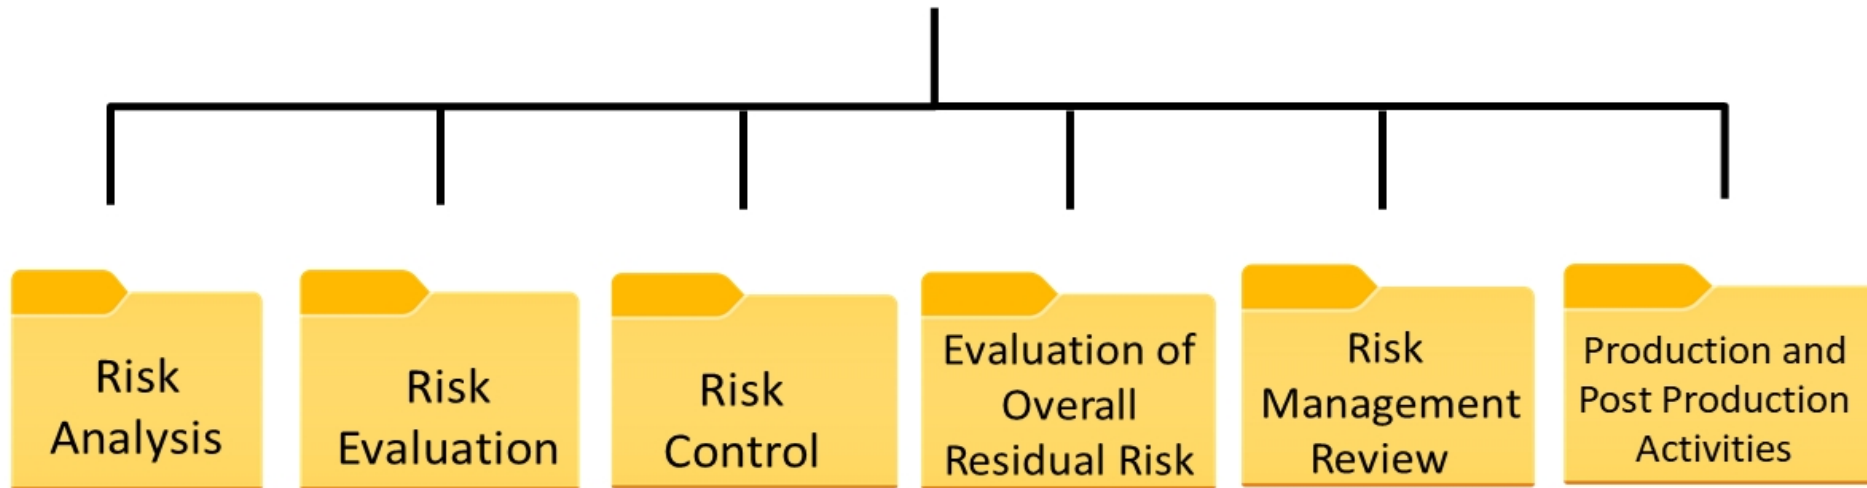 Risk
Analysis
Risk
Evaluation
Risk
Control
Evaluation of
Overall
Residual Risk
Risk
Management
Review
Production and
Post Production
Activities